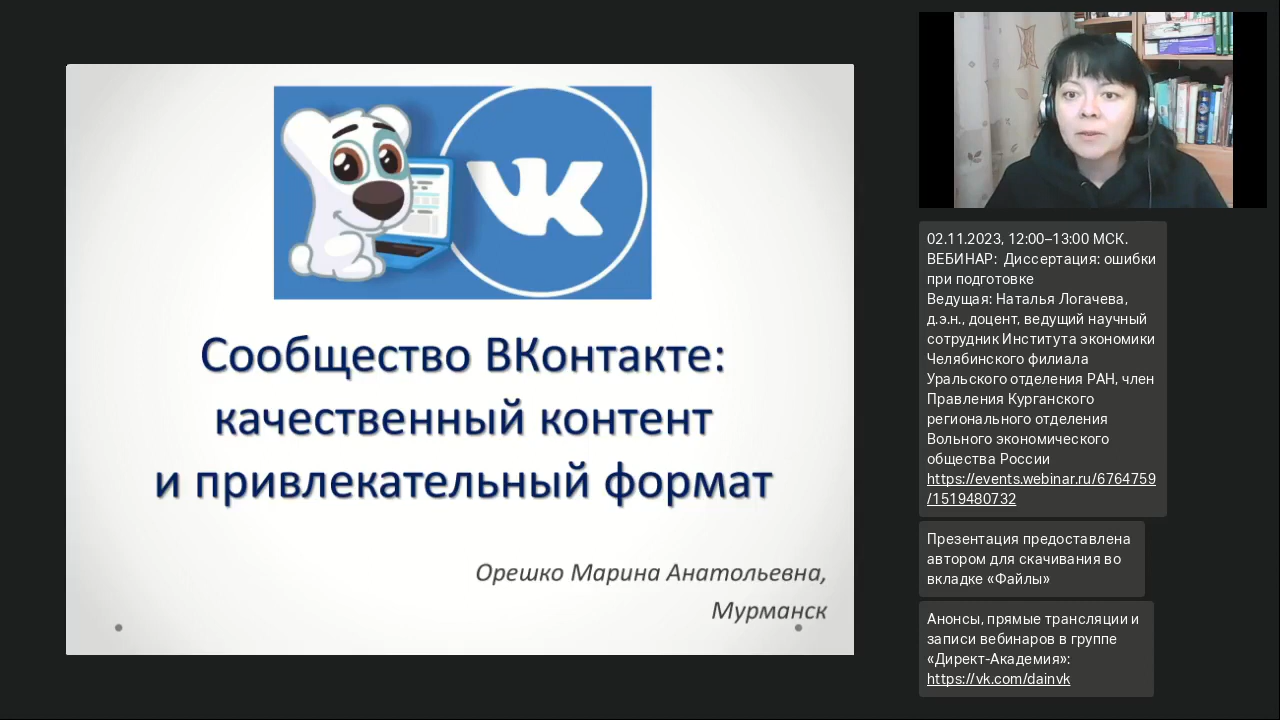 Сообщество ВКонтакте:
качественный контент
и привлекательный формат
Орешко Марина Анатольевна,
Мурманск
02.11.2023, 12:00–13:00 МСК.
ВЕБИНАР: Диссертация: ошибки
при подготовке
Ведущая: Наталья Логачева,
д.э.н., доцент, ведущий научный
сотрудник Института экономики
Челябинского филиала
Уральского отделения РАН, член
Правления Курганского
регионального отделения
Вольного экономического
общества России
https://events.webinar.ru/6764759
/1519480732
Презентация предоставлена
автором для скачивания во
вкладке «Файлы»
Анонсы, прямые трансляции и
записи вебинаров в группе
«Директ-Академия»:
https://vk.com/dainvk